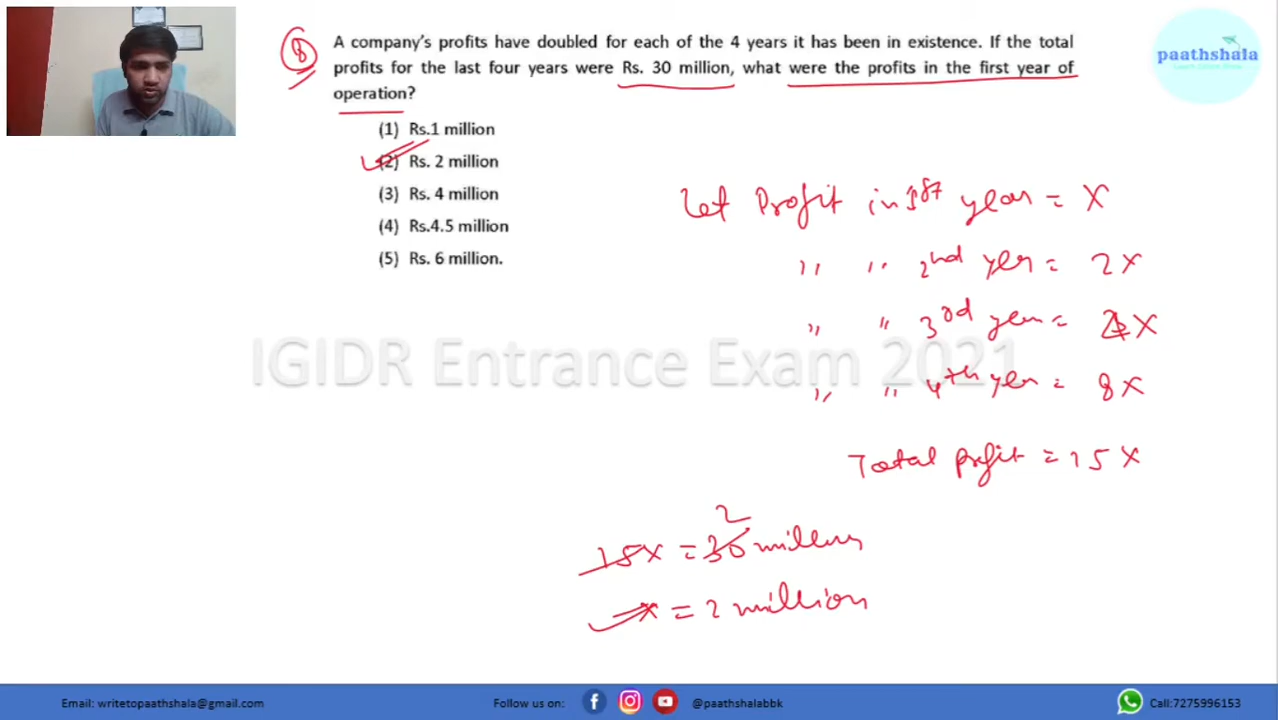 8
A company's profits have doubled for each of the 4 years it has been in existence. If the total
profits for the last four years were Rs. 30 million, what were the profits in the first year of
operation?
(1) Rs.1 million
(2) Rs. 2 million
(3) Rs. 4 million
(4) Rs.4.5 million
(5) Rs. 6 million.
paathshala
Let Profit in 1st year = x
" " 2nd yer = 2x
" " 3rd year = 4x
" " 4th yer = 8x
Total profit = 15x
2
15x = 30 million
x = 2 million
IGIDR Entrance Exam 2021
Email: writetopaathshala@gmail.com
Follow us on:
@paathshalabbk
Call:7275996153